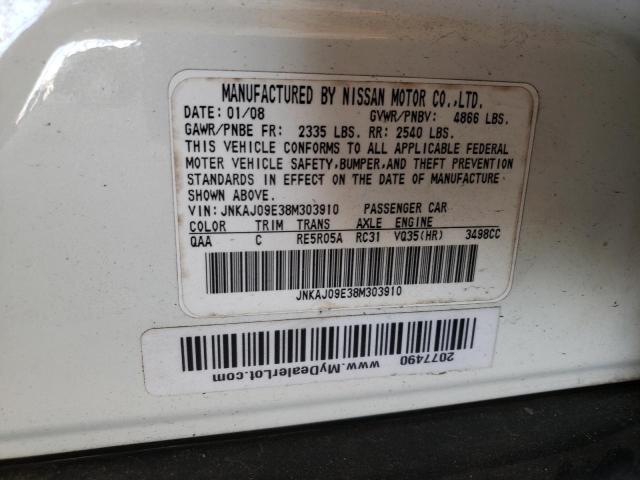 MANUFACTURED BY NISSAN MOTOR CO.,LTD.
DATE: 01/08 GVWR/PNBV: 4866 LBS.
GAWR/PNBE FR: 2335 LBS. RR: 2540 LBS.
THIS VEHICLE CONFORMS TO ALL APPLICABLE FEDERAL
MOTER VEHICLE SAFETY,BUMPER,AND THEFT PREVENTION
STANDARDS IN EFFECT ON THE DATE OF MANUFACTURE
SHOWN ABOVE.
VIN: JNKAJ09E38M303910 PASSENGER CAR
COLOR TRIM TRANS AXLE ENGINE
QAA C RE5R05A RC31 VQ35(HR) 3498CC
JNKAJ09E38M303910
2077490
www.MyDealerLot.com